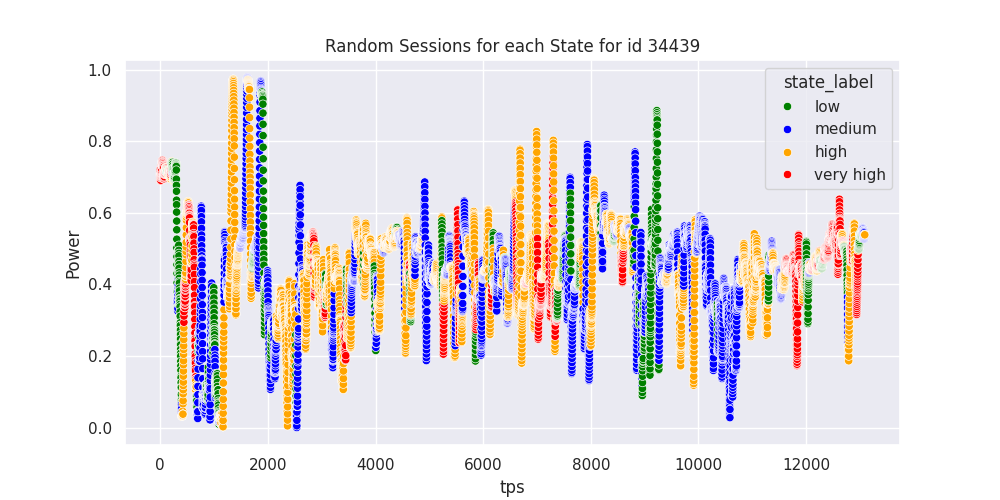 Random Sessions for each State for id 34439
1.0
0.8
0.6
0.4
0.2
0.0
Power
state_label
low
medium
high
very high
0 2000 4000 6000 8000 10000 12000
tps